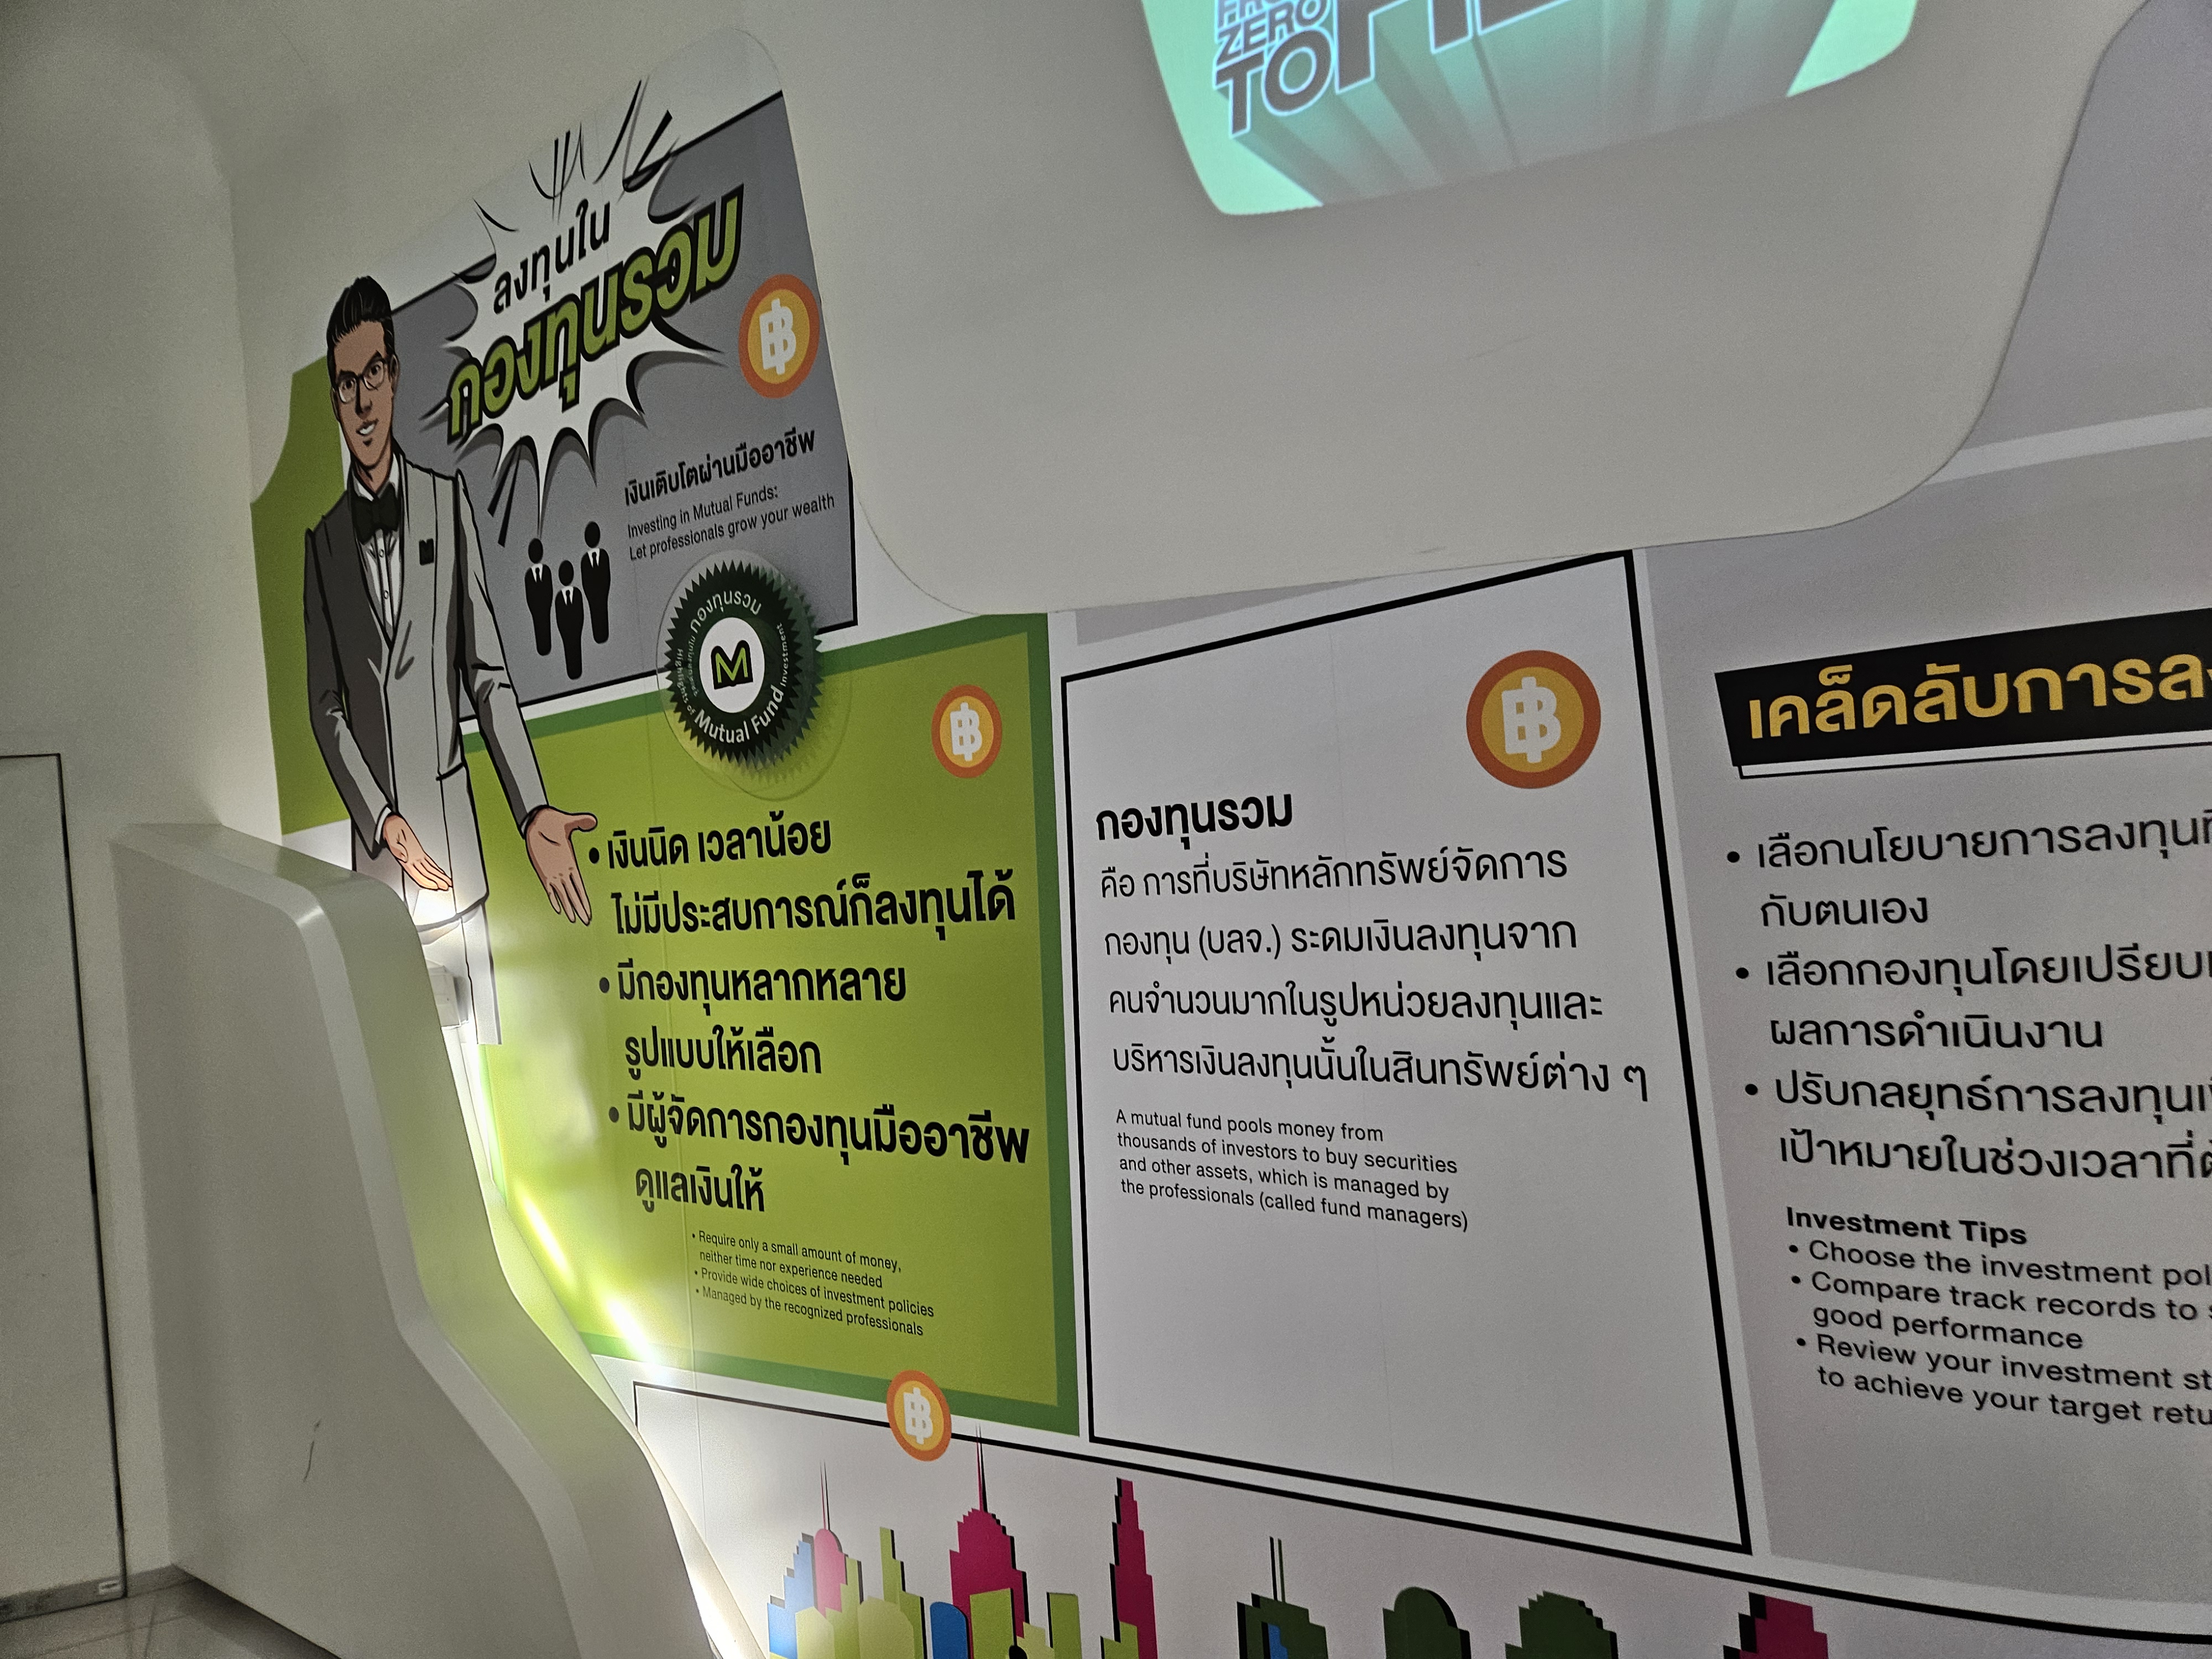 ZERO
TO
ลงทุนใน
กองทุนรวม
เงินเติบโตผ่านมืออาชีพ
Investing in Mutual Funds:
Let professionals grow your wealth
กองทุนรวม
M
Highlights of Mutual Fund Investment
• เงินนิด เวลาน้อย
ไม่มีประสบการณ์ก็ลงทุนได้
• มีกองทุนหลากหลาย
รูปแบบให้เลือก
• มีผู้จัดการกองทุนมืออาชีพ
ดูแลเงินให้
• Require only a small amount of money,
neither time nor experience needed
• Provide wide choices of investment policies
• Managed by the recognized professionals
กองทุนรวม
คือ การที่บริษัทหลักทรัพย์จัดการ
กองทุน (บลจ.) ระดมเงินลงทุนจาก
คนจำนวนมากในรูปหน่วยลงทุนและ
บริหารเงินลงทุนนั้นในสินทรัพย์ต่าง ๆ
A mutual fund pools money from
thousands of investors to buy securities
and other assets, which is managed by
the professionals (called fund managers)
เคล็ดลับการล
• เลือกนโยบายการลงทุน
กับตนเอง
• เลือกกองทุนโดยเปรียบ
ผลการดำเนินงาน
• ปรับกลยุทธ์การลงทุน
เป้าหมายในช่วงเวลาที่
Investment Tips
• Choose the investment pol
• Compare track records to
good performance
• Review your investment st
to achieve your target retu